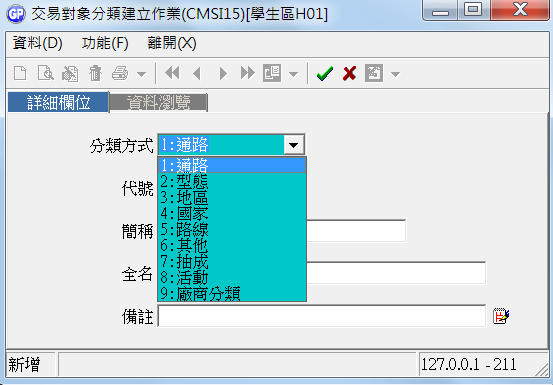 GP 交易對象分類建立作業(CMSI15)[學生區H01]
資料(D) 功能(F) 離開(X)
詳細欄位 資料瀏覽
分類方式 1:通路
1:通路
2:型態
3:地區
4:國家
5:路線
6:其他
7:抽成
8:活動
9:廠商分類
代號
簡稱
全名
備註
新增 127.0.0.1 - 211